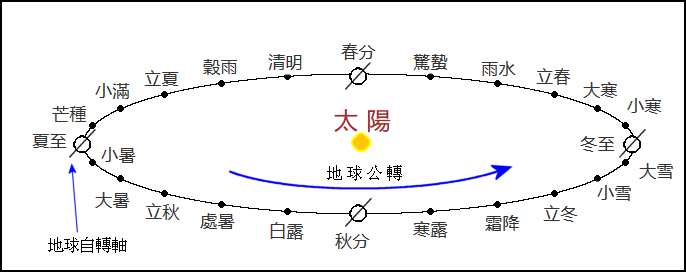 春分
清明
驚蟄
穀雨
雨水
立夏
立春
小滿
大寒
芒種
小寒
太陽
夏至
冬至
小暑
大雪
地球公轉
大暑
小雪
立秋
立冬
處暑
霜降
白露
寒露
秋分
地球自轉軸